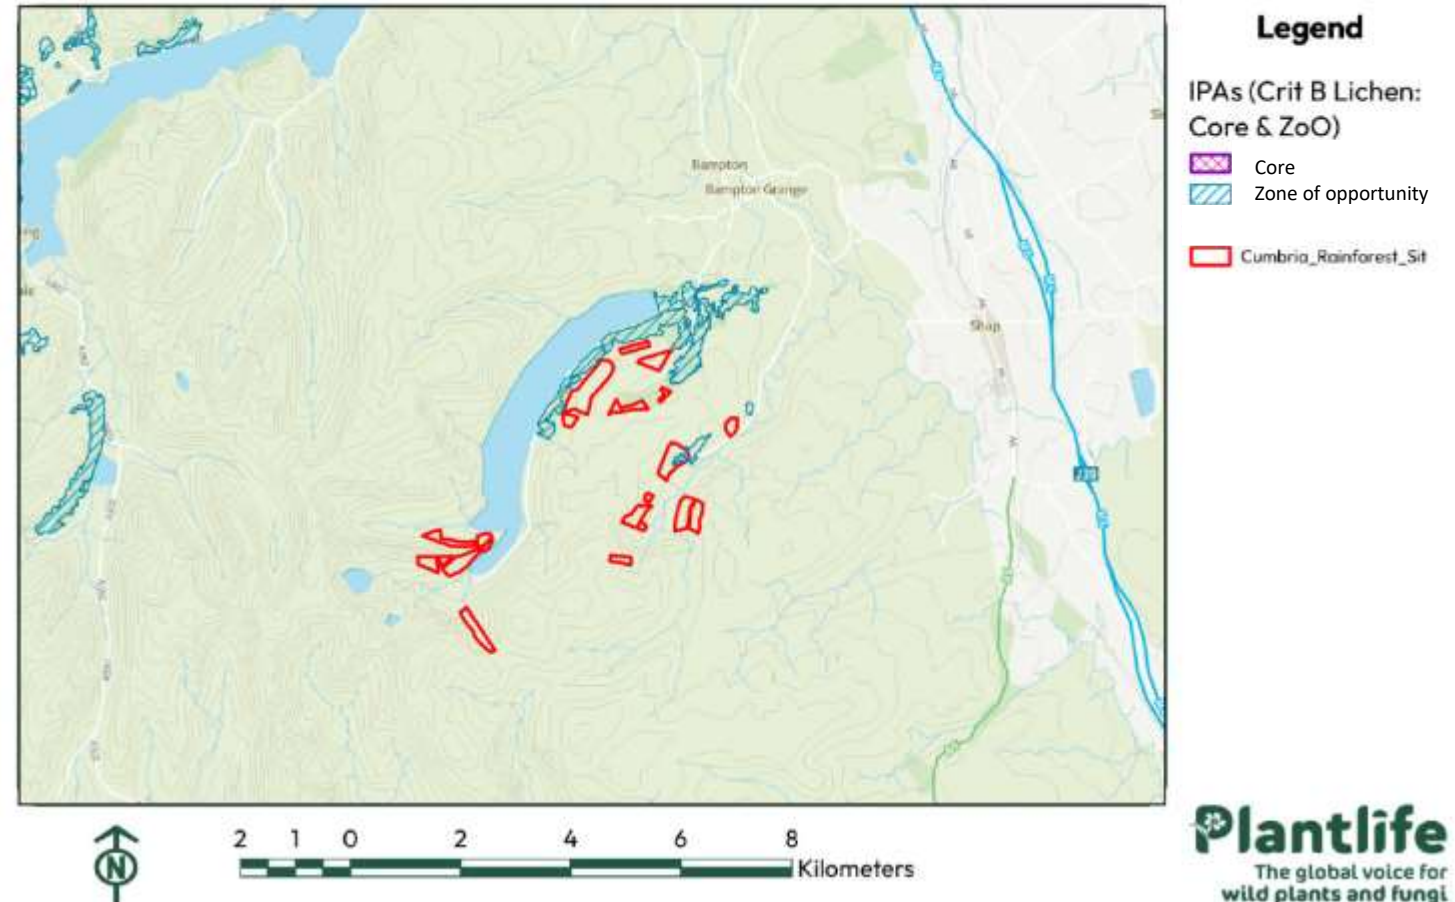 Legend
IPAs (Crit B Lichen:
Core & ZoO)
Core
Zone of opportunity
Cumbria_Rainforest_Sit
Bampton
Bampton Grange
Shap
J39
2 1 0 2 4 6 8
Kilometers
N
Plantlife
The global voice for
wild plants and fungi